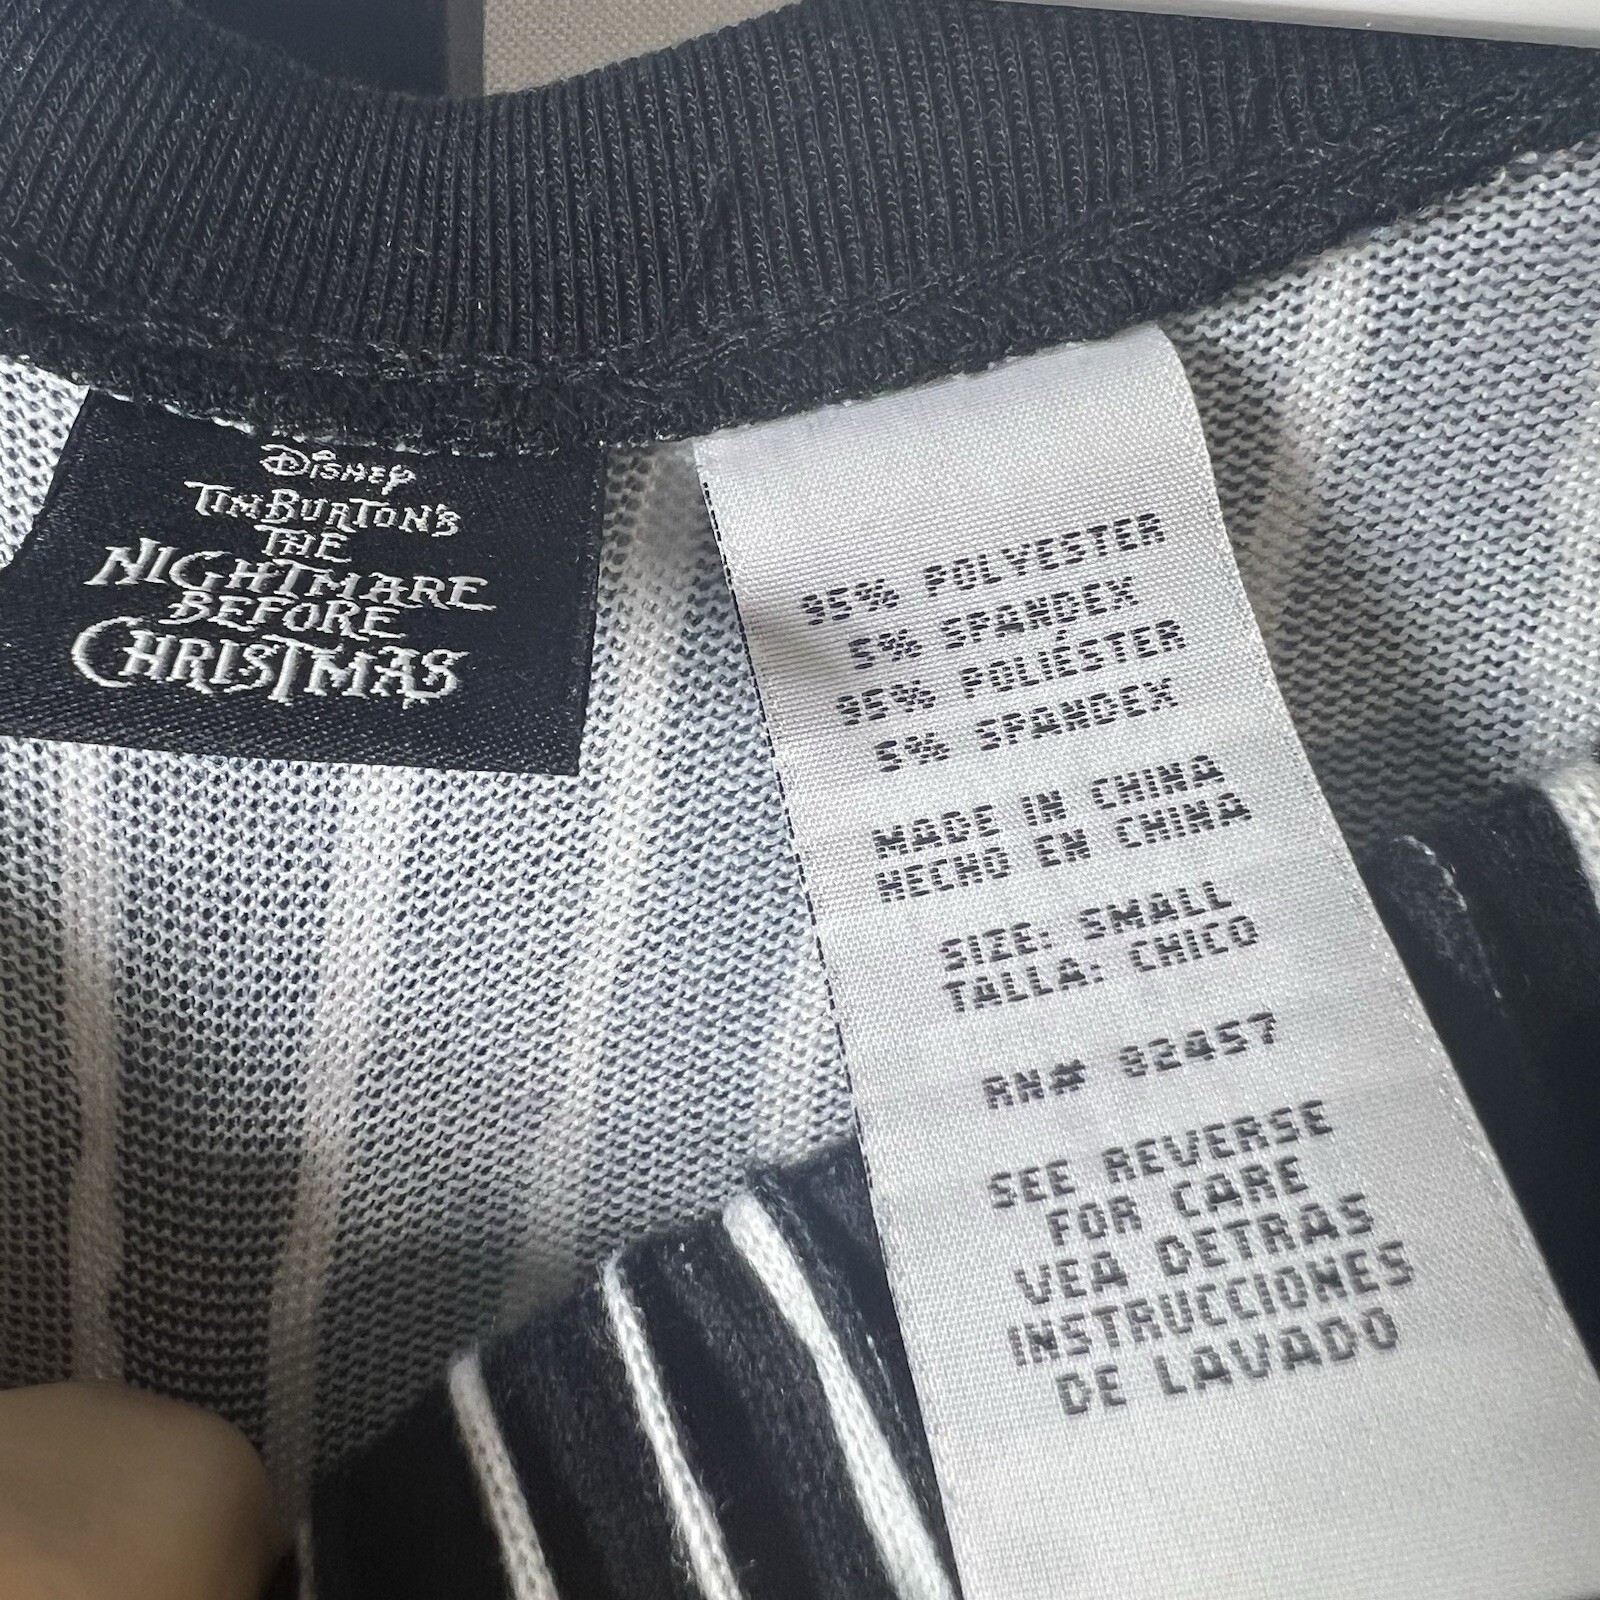 DISNEY
TIM BURTON'S
THE
NIGHTMARE
BEFORE
CHRISTMAS
95% POLYESTER
5% SPANDEX
95% POLIÉSTER
5% SPANDEX
MADE IN CHINA
HECHO EN CHINA
SIZE: SMALL
TALLA: CHICO
RN# 92457
SEE REVERSE
FOR CARE
VEA DETRAS
INSTRUCCIONES
DE LAVADO